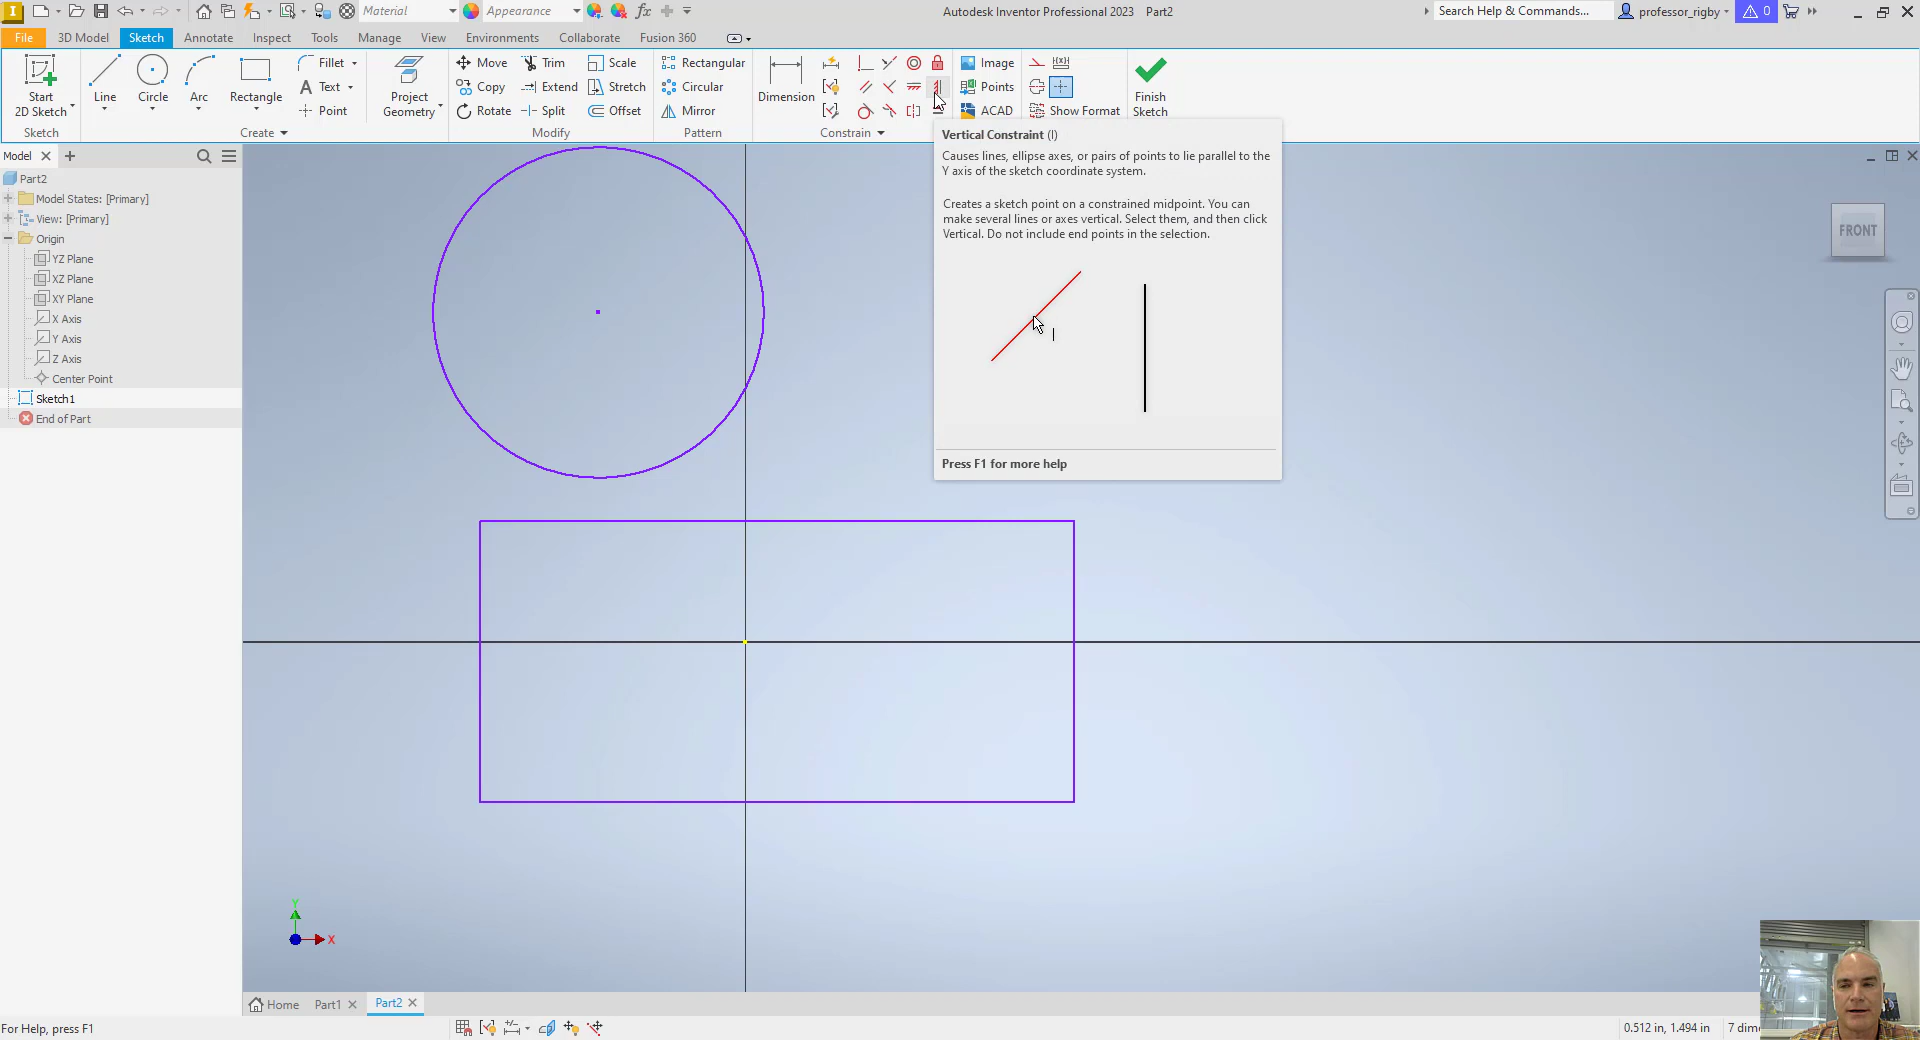 Material
Appearance
Autodesk Inventor Professional 2023 Part2
Search Help & Commands...
professor_rigby
0
File
3D Model
Sketch
Annotate
Inspect
Tools
Manage
View
Environments
Collaborate
Fusion 360
Start
2D Sketch
Line
Circle
Arc
Rectangle
Fillet
Text
Point
Project
Geometry
Move
Copy
Rotate
Trim
Extend
Split
Scale
Stretch
Offset
Rectangular
Circular
Mirror
Dimension
Image
Points
ACAD
Show Format
Finish
Sketch
Sketch
Create
Modify
Pattern
Constrain
Model
Part2
Model States: [Primary]
View: [Primary]
Origin
YZ Plane
XZ Plane
XY Plane
X Axis
Y Axis
Z Axis
Center Point
Sketch1
End of Part
Vertical Constraint (I)
Causes lines, ellipse axes, or pairs of points to lie parallel to the
Y axis of the sketch coordinate system.
Creates a sketch point on a constrained midpoint. You can
make several lines or axes vertical. Select them, and then click
Vertical. Do not include end points in the selection.
Press F1 for more help
FRONT
Y
X
Home
Part1
Part2
For Help, press F1
0.512 in, 1.494 in
7 dime